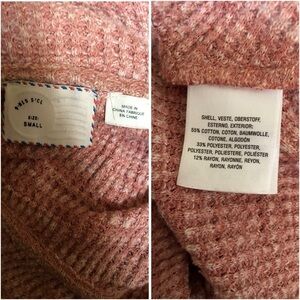 SIZE:
SMALL
MADE IN
CHINA FABRIQUÉ
EN CHINE
SHELL, VESTE, OBERSTOFF,
ESTERNO, EXTERIOR:
55% COTTON, COTON, BAUMWOLLE,
COTONE, ALGODÓN
33% POLYESTER, POLYESTER,
POLYESTER, POLIESTERE, POLIÉSTER
12% RAYON, RAYONNE, REYON,
RAYON, RAYÓN